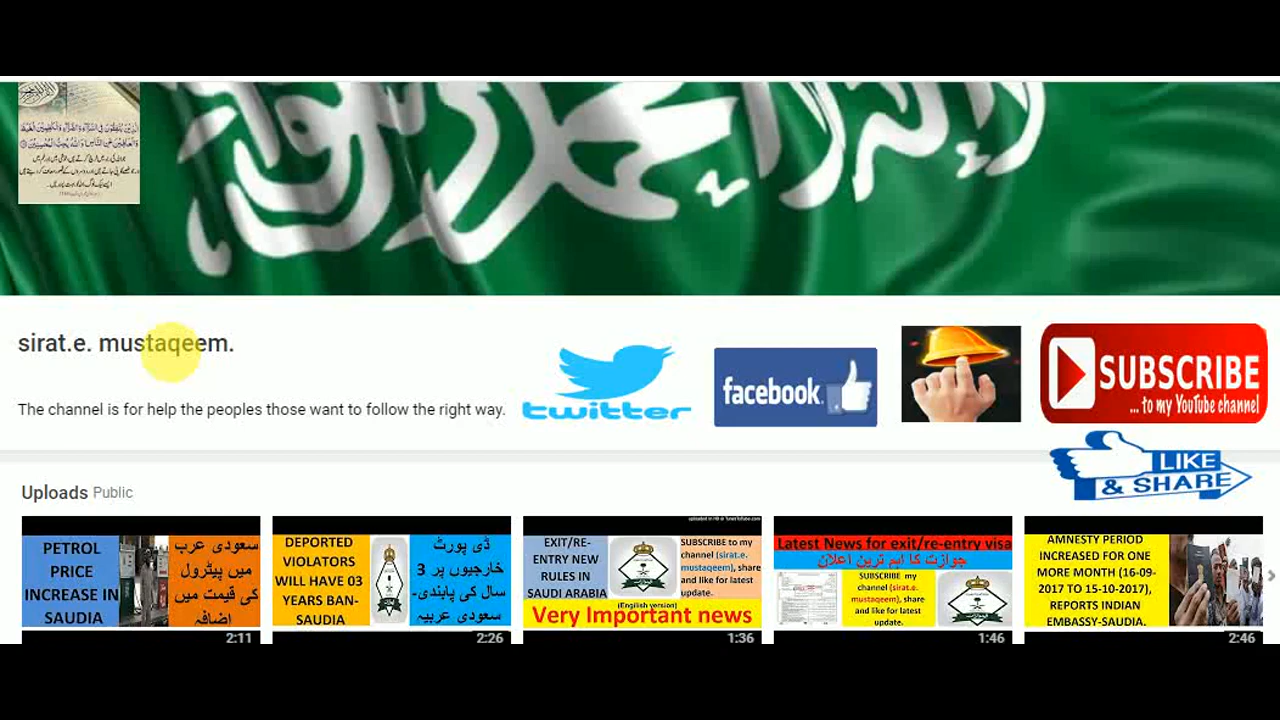 sirat.e. mustaqeem.
The channel is for help the peoples those want to follow the right way.
twitter
facebook
SUBSCRIBE
... to my YouTube channel
LIKE
& SHARE
Uploads Public
PETROL
PRICE
INCREASE IN
SAUDIA
سعودی عرب
میں پیٹرول
کی قیمت میں
اضافہ
2:11
DEPORTED
VIOLATORS
WILL HAVE 03
YEARS BAN-
SAUDIA
ڈی پورٹ
خارجیوں پر 3
سال کی پابندی-
سعودی عربیہ
2:26
uploaded in HD @ TunesToTube.com
EXIT/RE-
ENTRY NEW
RULES IN
SAUDI ARABIA
SUBSCRIBE to my
channel (sirat.e.
mustaqeem), share
and like for latest
update.
(English version)
Very Important news
1:36
Latest News for exit/re-entry visa
جوازت کا اہم ترین اعلان
SUBSCRIBE my
channel (sirat.e.
mustaqeem), share
and like for latest
update.
1:46
AMNESTY PERIOD
INCREASED FOR ONE
MORE MONTH (16-09-
2017 TO 15-10-2017),
REPORTS INDIAN
EMBASSY-SAUDIA.
2:46